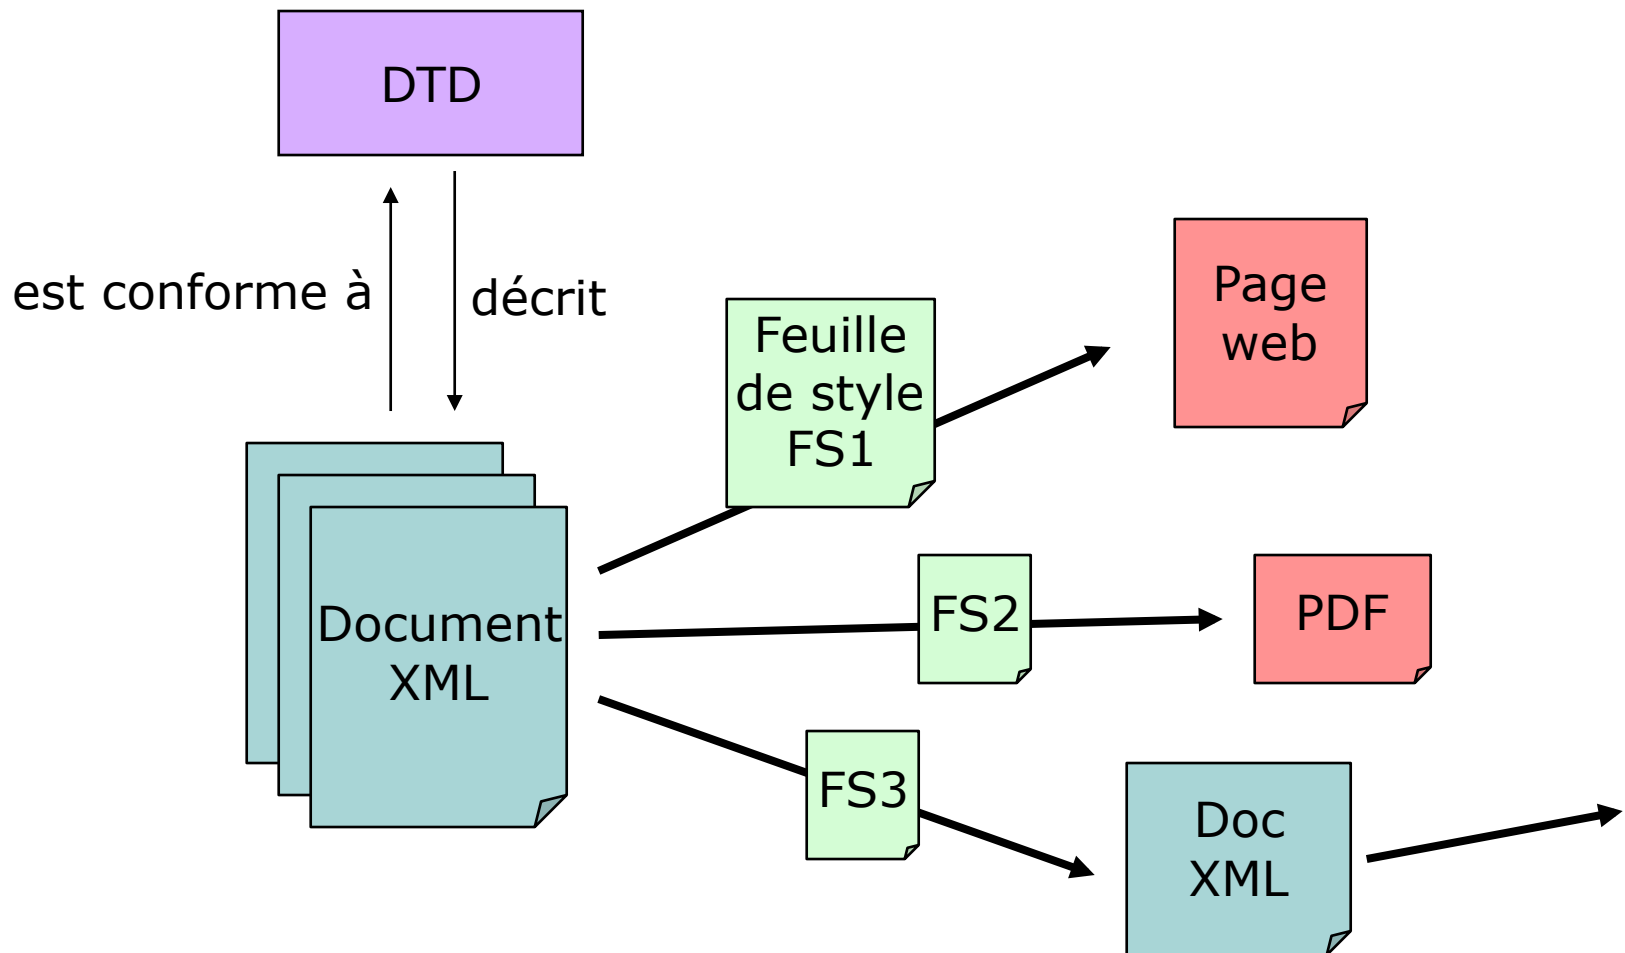 DTD
est conforme à
décrit
Feuille
de style
FS1
Page
web
Document
XML
FS2
PDF
FS3
Doc
XML